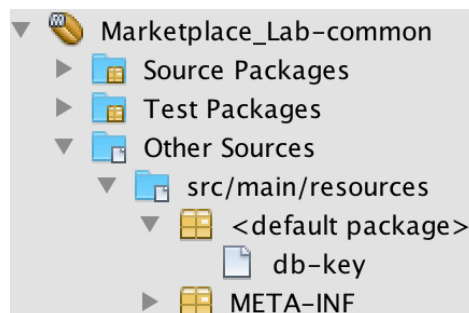 Marketplace_Lab-common
Source Packages
Test Packages
Other Sources
src/main/resources
<default package>
db-key
META-INF